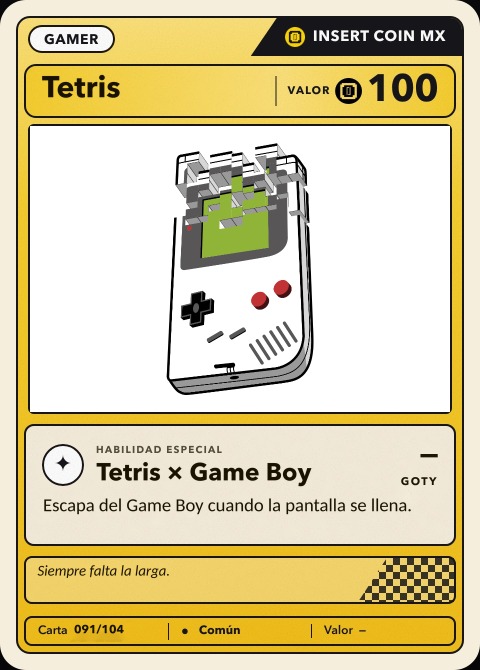 GAMER
INSERT COIN MX
Tetris
VALOR 100
HABILIDAD ESPECIAL
Tetris × Game Boy
–
GOTY
Escapa del Game Boy cuando la pantalla se llena.
Siempre falta la larga.
Carta 091/104 • Común Valor –